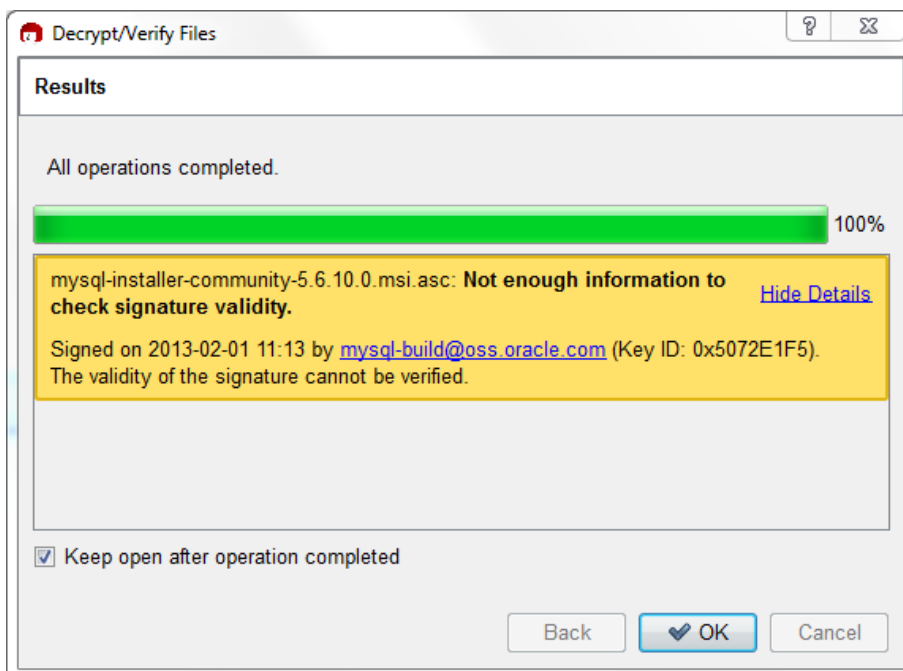 Decrypt/Verify Files
Results
All operations completed.
100%
mysql-installer-community-5.6.10.0.msi.asc: Not enough information to
check signature validity.
Hide Details
Signed on 2013-02-01 11:13 by mysql-build@oss.oracle.com (Key ID: 0x5072E1F5).
The validity of the signature cannot be verified.
Keep open after operation completed
Back
OK
Cancel